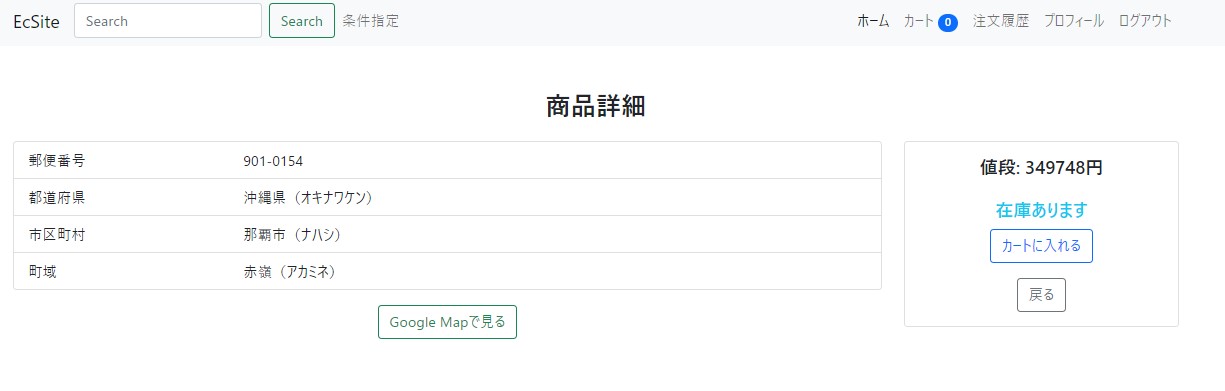 EcSite Search Search 条件指定 ホーム カート 0 注文履歴 プロフィール ログアウト
商品詳細
郵便番号 901-0154
都道府県 沖縄県（オキナワケン）
市区町村 那覇市（ナハシ）
町域 赤嶺（アカミネ）
Google Mapで見る
値段: 349748円
在庫あります
カートに入れる
戻る